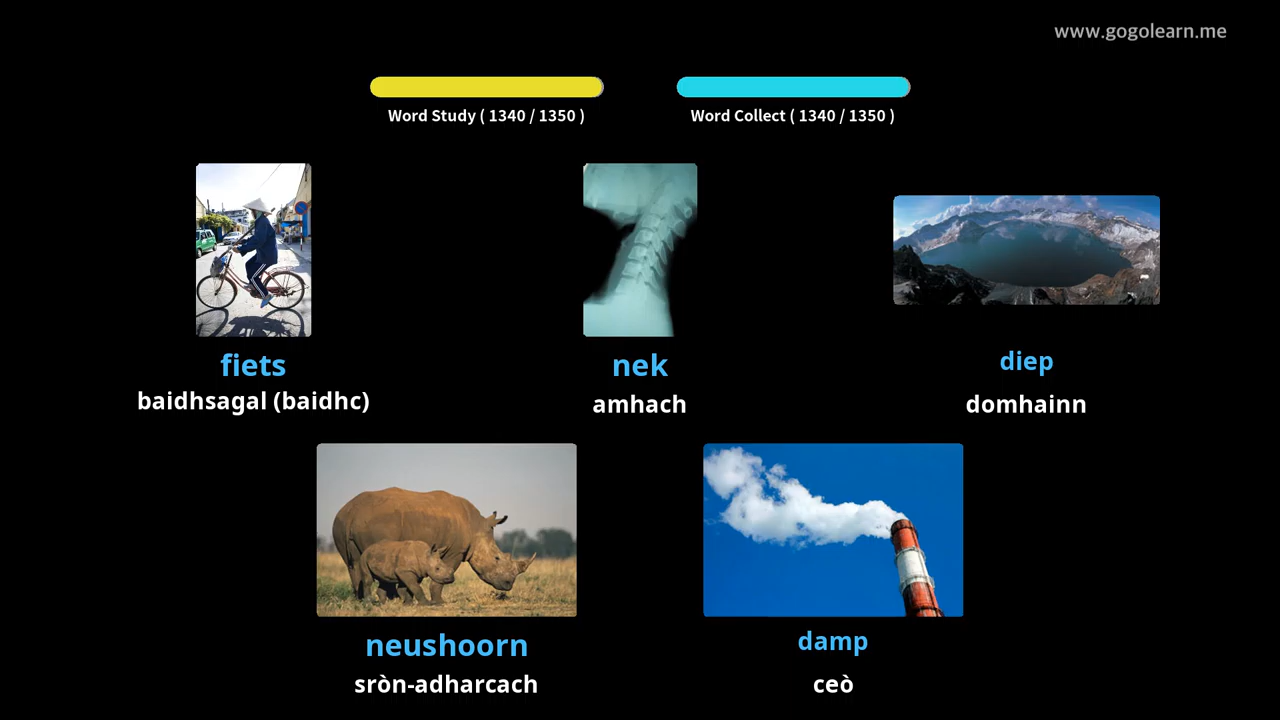 www.gogolearn.me
Word Study ( 1340 / 1350 )
Word Collect ( 1340 / 1350 )
fiets
baidhsagal (baidhc)
nek
amhach
diep
domhainn
neushoorn
sròn-adharcach
damp
ceò